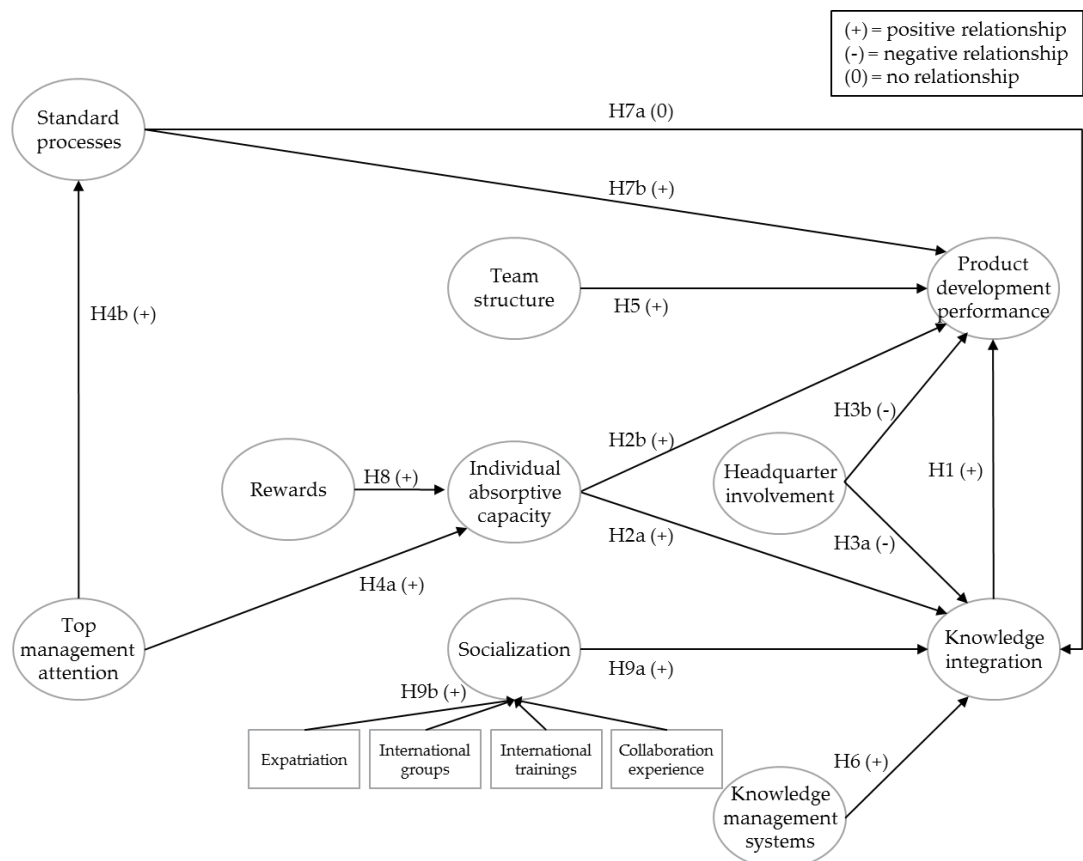 (+) = positive relationship
(-) = negative relationship
(0) = no relationship
H7a (0)
Standard
processes
H7b (+)
Team
structure
H5 (+)
Product
development
performance
H4b (+)
H3b (-)
H2b (+)
H1 (+)
Rewards
H8 (+)
Individual
absorptive
capacity
Headquarter
involvement
H2a (+)
H3a (-)
H4a (+)
Top
management
attention
Socialization
H9a (+)
Knowledge
integration
H9b (+)
Expatriation
International
groups
International
trainings
Collaboration
experience
H6 (+)
Knowledge
management
systems